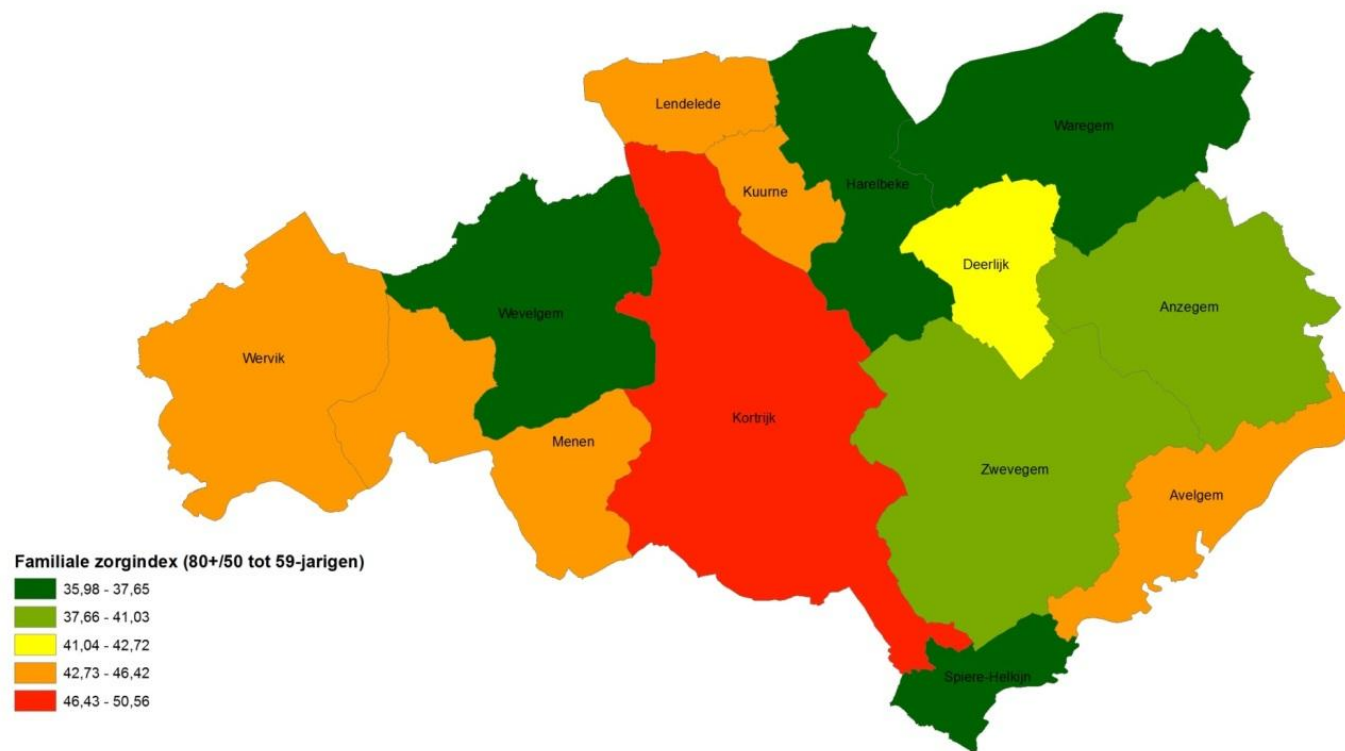 Lendelede
Waregem
Kuurne
Harelbeke
Deerlijk
Anzegem
Wevelgem
Wervik
Kortrijk
Menen
Zwevegem
Avelgem
Spiere-Helkijn
Familiale zorgindex (80+/50 tot 59-jarigen)
35,98 - 37,65
37,66 - 41,03
41,04 - 42,72
42,73 - 46,42
46,43 - 50,56